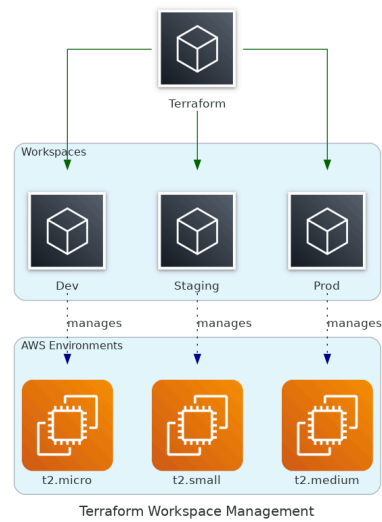 Terraform
Workspaces
Dev
Staging
Prod
manages
manages
manages
AWS Environments
t2.micro
t2.small
t2.medium
Terraform Workspace Management